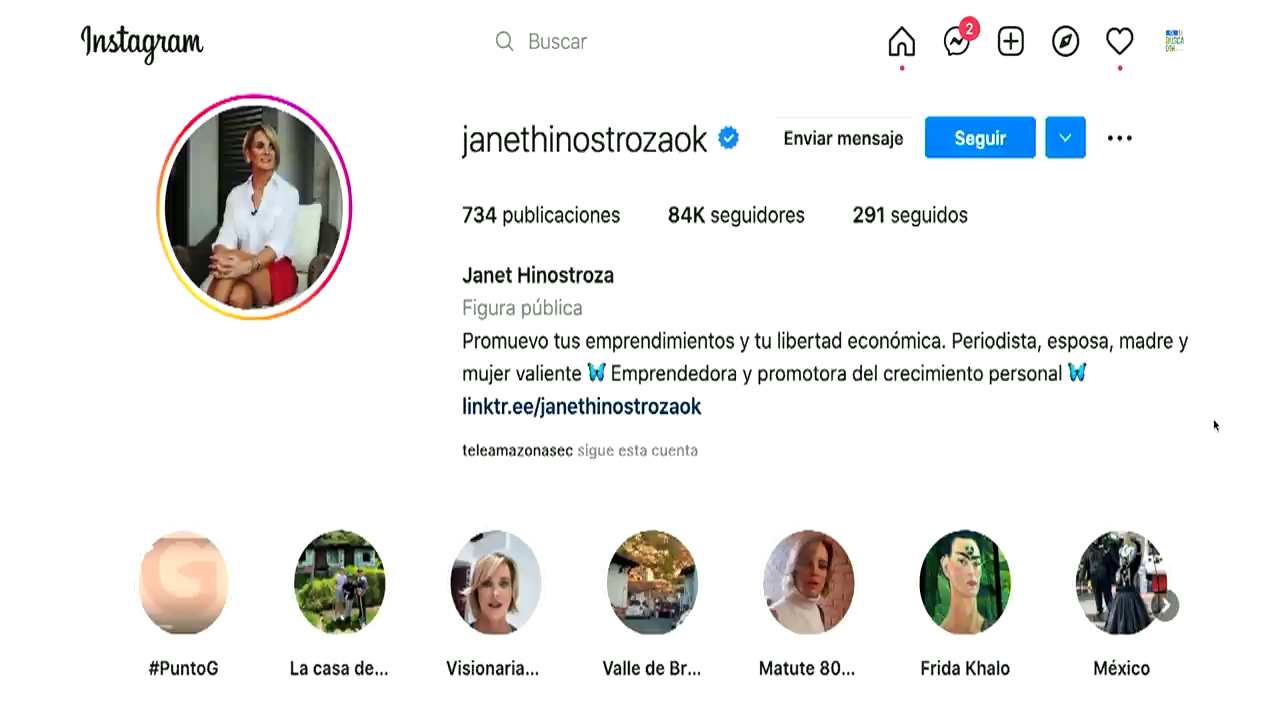 Instagram
Buscar
2
janethinostrozaok
Enviar mensaje
Seguir
734 publicaciones 84K seguidores 291 seguidos
Janet Hinostroza
Figura pública
Promuevo tus emprendimientos y tu libertad económica. Periodista, esposa, madre y
mujer valiente 🦋 Emprendedora y promotora del crecimiento personal 🦋
linktr.ee/janethinostrozaok
teleamazonasec sigue esta cuenta
G
#PuntoG
La casa de...
Visionaria...
Valle de Br...
Matute 80...
Frida Khalo
México